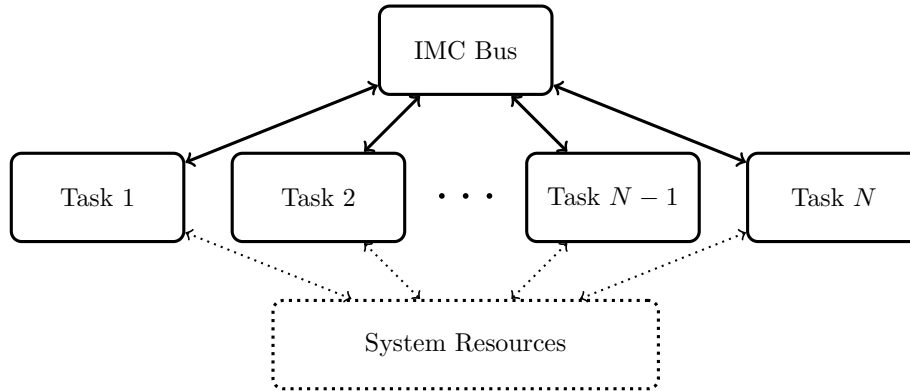 IMC Bus
Task 1
Task 2
· · ·
Task N − 1
Task N
System Resources